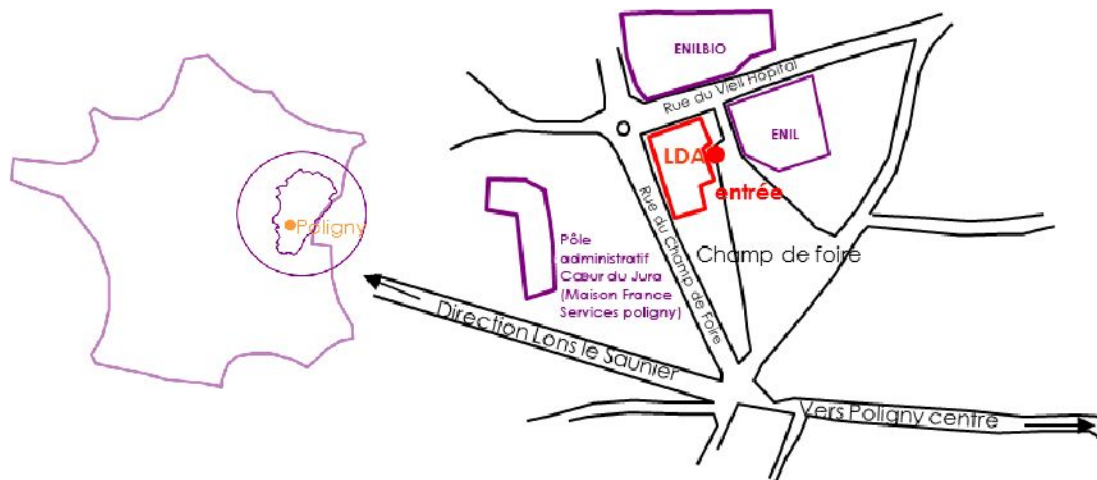 Poligny
ENILBIO
Rue du Vieil Hôpital
ENIL
LDA
entrée
Rue du Champ de Foire
Champ de foire
Pôle
administratif
Cœur du Jura
(Maison France
Services poligny)
Direction Lons le Saunier
Vers Poligny centre